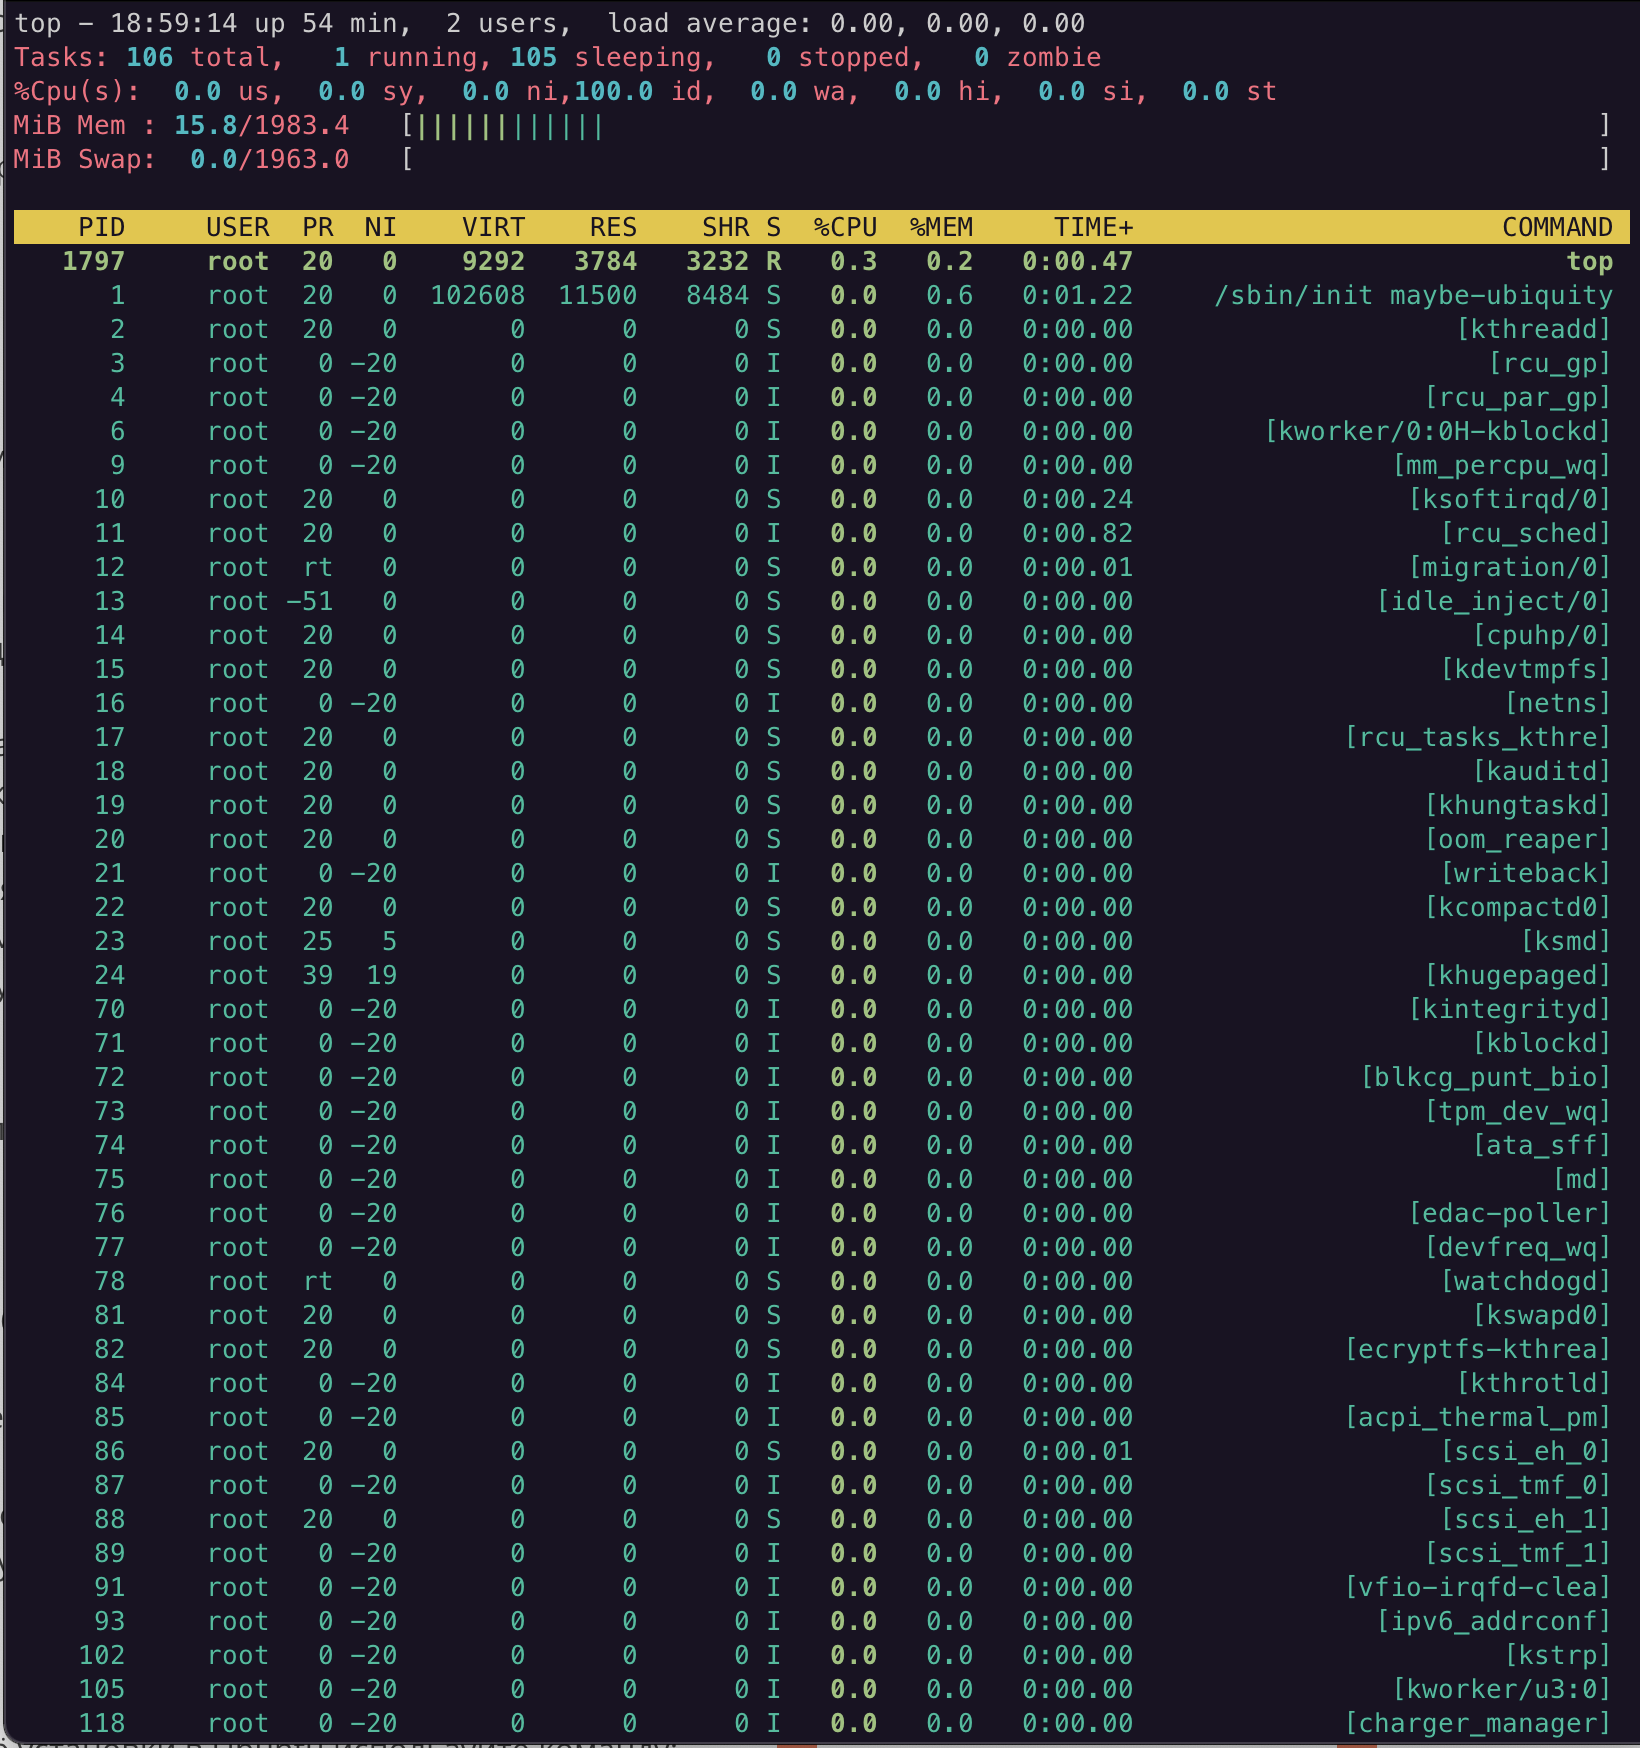 top - 18:59:14 up 54 min,  2 users,  load average: 0.00, 0.00, 0.00
Tasks: 106 total,   1 running, 105 sleeping,   0 stopped,   0 zombie
%Cpu(s):  0.0 us,  0.0 sy,  0.0 ni,100.0 id,  0.0 wa,  0.0 hi,  0.0 si,  0.0 st
MiB Mem : 15.8/1983.4   [||||||||||||                                                              ]
MiB Swap:  0.0/1963.0   [                                                                          ]
PID USER PR NI VIRT RES SHR S %CPU %MEM TIME+ COMMAND
1797 root 20 0 9292 3784 3232 R 0.3 0.2 0:00.47 top
1 root 20 0 102608 11500 8484 S 0.0 0.6 0:01.22 /sbin/init maybe-ubiquity
2 root 20 0 0 0 0 S 0.0 0.0 0:00.00 [kthreadd]
3 root 0 -20 0 0 0 I 0.0 0.0 0:00.00 [rcu_gp]
4 root 0 -20 0 0 0 I 0.0 0.0 0:00.00 [rcu_par_gp]
6 root 0 -20 0 0 0 I 0.0 0.0 0:00.00 [kworker/0:0H-kblockd]
9 root 0 -20 0 0 0 I 0.0 0.0 0:00.00 [mm_percpu_wq]
10 root 20 0 0 0 0 S 0.0 0.0 0:00.24 [ksoftirqd/0]
11 root 20 0 0 0 0 I 0.0 0.0 0:00.82 [rcu_sched]
12 root rt 0 0 0 0 S 0.0 0.0 0:00.01 [migration/0]
13 root -51 0 0 0 0 S 0.0 0.0 0:00.00 [idle_inject/0]
14 root 20 0 0 0 0 S 0.0 0.0 0:00.00 [cpuhp/0]
15 root 20 0 0 0 0 S 0.0 0.0 0:00.00 [kdevtmpfs]
16 root 0 -20 0 0 0 I 0.0 0.0 0:00.00 [netns]
17 root 20 0 0 0 0 S 0.0 0.0 0:00.00 [rcu_tasks_kthre]
18 root 20 0 0 0 0 S 0.0 0.0 0:00.00 [kauditd]
19 root 20 0 0 0 0 S 0.0 0.0 0:00.00 [khungtaskd]
20 root 20 0 0 0 0 S 0.0 0.0 0:00.00 [oom_reaper]
21 root 0 -20 0 0 0 I 0.0 0.0 0:00.00 [writeback]
22 root 20 0 0 0 0 S 0.0 0.0 0:00.00 [kcompactd0]
23 root 25 5 0 0 0 S 0.0 0.0 0:00.00 [ksmd]
24 root 39 19 0 0 0 S 0.0 0.0 0:00.00 [khugepaged]
70 root 0 -20 0 0 0 I 0.0 0.0 0:00.00 [kintegrityd]
71 root 0 -20 0 0 0 I 0.0 0.0 0:00.00 [kblockd]
72 root 0 -20 0 0 0 I 0.0 0.0 0:00.00 [blkcg_punt_bio]
73 root 0 -20 0 0 0 I 0.0 0.0 0:00.00 [tpm_dev_wq]
74 root 0 -20 0 0 0 I 0.0 0.0 0:00.00 [ata_sff]
75 root 0 -20 0 0 0 I 0.0 0.0 0:00.00 [md]
76 root 0 -20 0 0 0 I 0.0 0.0 0:00.00 [edac-poller]
77 root 0 -20 0 0 0 I 0.0 0.0 0:00.00 [devfreq_wq]
78 root rt 0 0 0 0 S 0.0 0.0 0:00.00 [watchdogd]
81 root 20 0 0 0 0 S 0.0 0.0 0:00.00 [kswapd0]
82 root 20 0 0 0 0 S 0.0 0.0 0:00.00 [ecryptfs-kthrea]
84 root 0 -20 0 0 0 I 0.0 0.0 0:00.00 [kthrotld]
85 root 0 -20 0 0 0 I 0.0 0.0 0:00.00 [acpi_thermal_pm]
86 root 20 0 0 0 0 S 0.0 0.0 0:00.01 [scsi_eh_0]
87 root 0 -20 0 0 0 I 0.0 0.0 0:00.00 [scsi_tmf_0]
88 root 20 0 0 0 0 S 0.0 0.0 0:00.00 [scsi_eh_1]
89 root 0 -20 0 0 0 I 0.0 0.0 0:00.00 [scsi_tmf_1]
91 root 0 -20 0 0 0 I 0.0 0.0 0:00.00 [vfio-irqfd-clea]
93 root 0 -20 0 0 0 I 0.0 0.0 0:00.00 [ipv6_addrconf]
102 root 0 -20 0 0 0 I 0.0 0.0 0:00.00 [kstrp]
105 root 0 -20 0 0 0 I 0.0 0.0 0:00.00 [kworker/u3:0]
118 root 0 -20 0 0 0 I 0.0 0.0 0:00.00 [charger_manager]